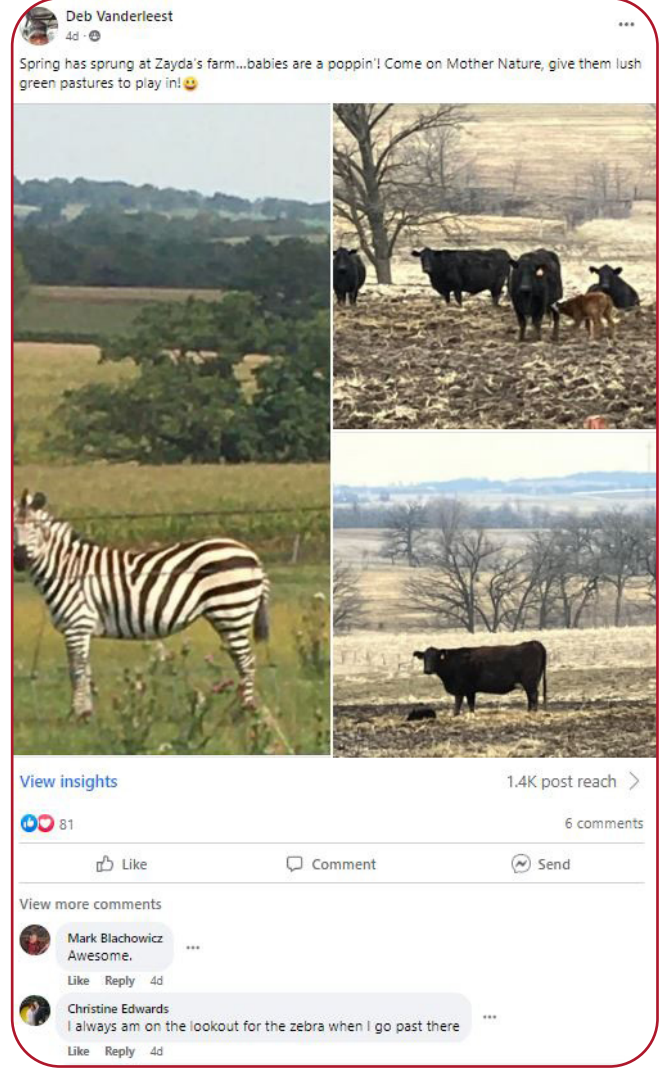 Deb Vanderleest
4d ·
Spring has sprung at Zayda's farm...babies are a poppin'! Come on Mother Nature, give them lush
green pastures to play in!😀
View insights
1.4K post reach
81
6 comments
Like
Comment
Send
View more comments
Mark Blachowicz
Awesome.
Like Reply 4d
Christine Edwards
I always am on the lookout for the zebra when I go past there
Like Reply 4d